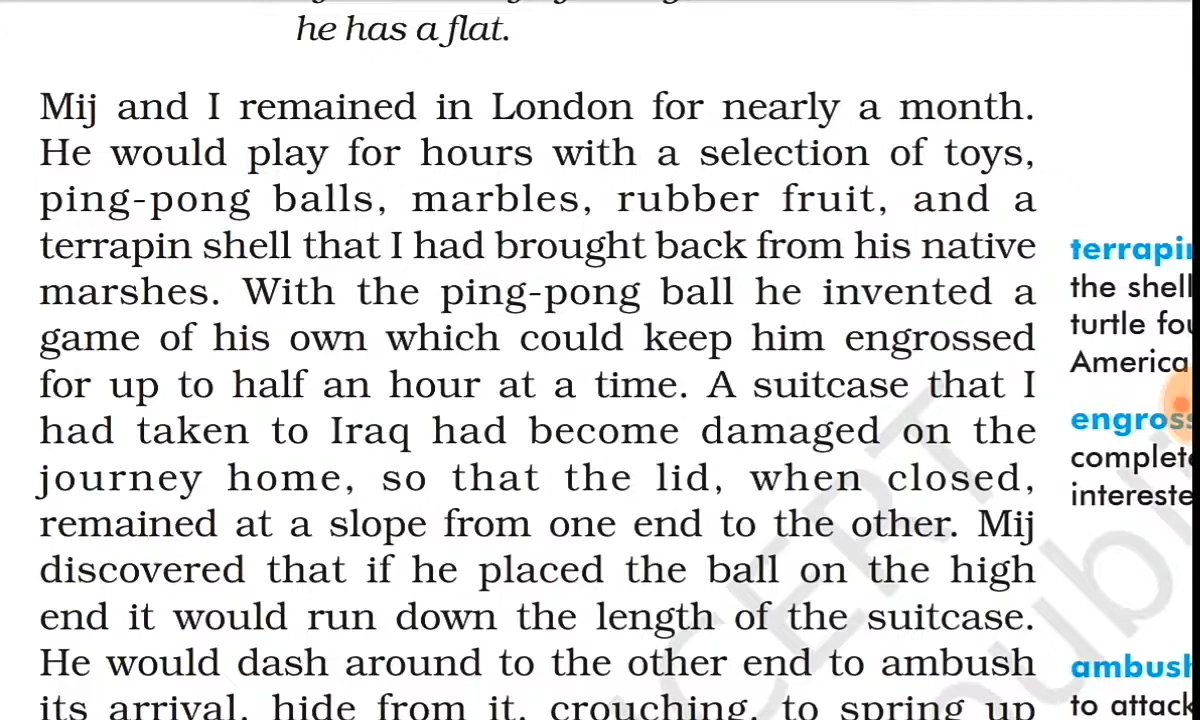 he has a flat.
Mij and I remained in London for nearly a month.
He would play for hours with a selection of toys,
ping-pong balls, marbles, rubber fruit, and a
terrapin shell that I had brought back from his native
marshes. With the ping-pong ball he invented a
game of his own which could keep him engrossed
for up to half an hour at a time. A suitcase that I
had taken to Iraq had become damaged on the
journey home, so that the lid, when closed,
remained at a slope from one end to the other. Mij
discovered that if he placed the ball on the high
end it would run down the length of the suitcase.
He would dash around to the other end to ambush
its arrival, hide from it, crouching, to spring up
the shell
turtle
America
interest
ambush
to attack